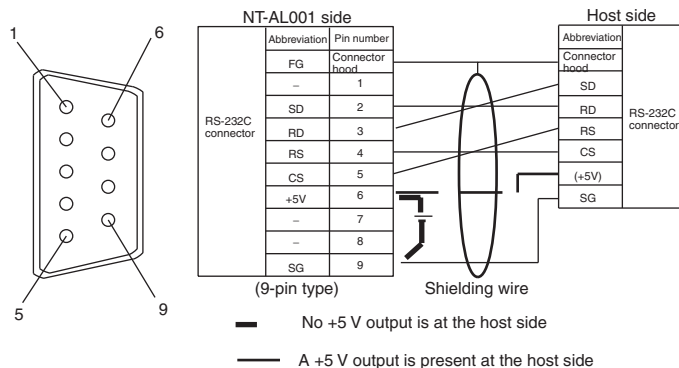 NT-AL001 side
Host side
1
6
5
9
Abbreviation Pin number
FG Connector hood
– 1
SD 2
RD 3
RS 4
CS 5
+5V 6
– 7
– 8
SG 9
RS-232C
connector
(9-pin type)
Shielding wire
Abbreviation
Connector
hood
SD
RD
RS
CS
(+5V)
SG
RS-232C
connector
No +5 V output is at the host side
A +5 V output is present at the host side